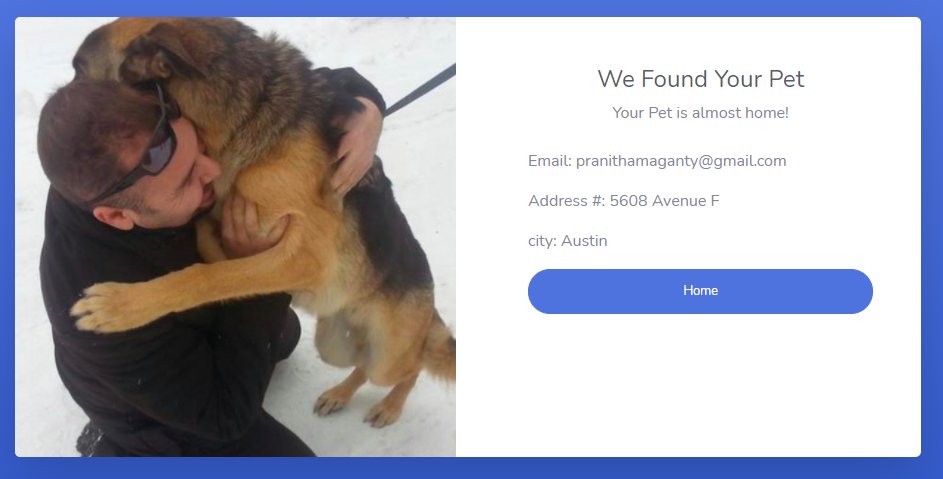 We Found Your Pet
Your Pet is almost home!
Email: pranithamaganty@gmail.com
Address #: 5608 Avenue F
city: Austin
Home